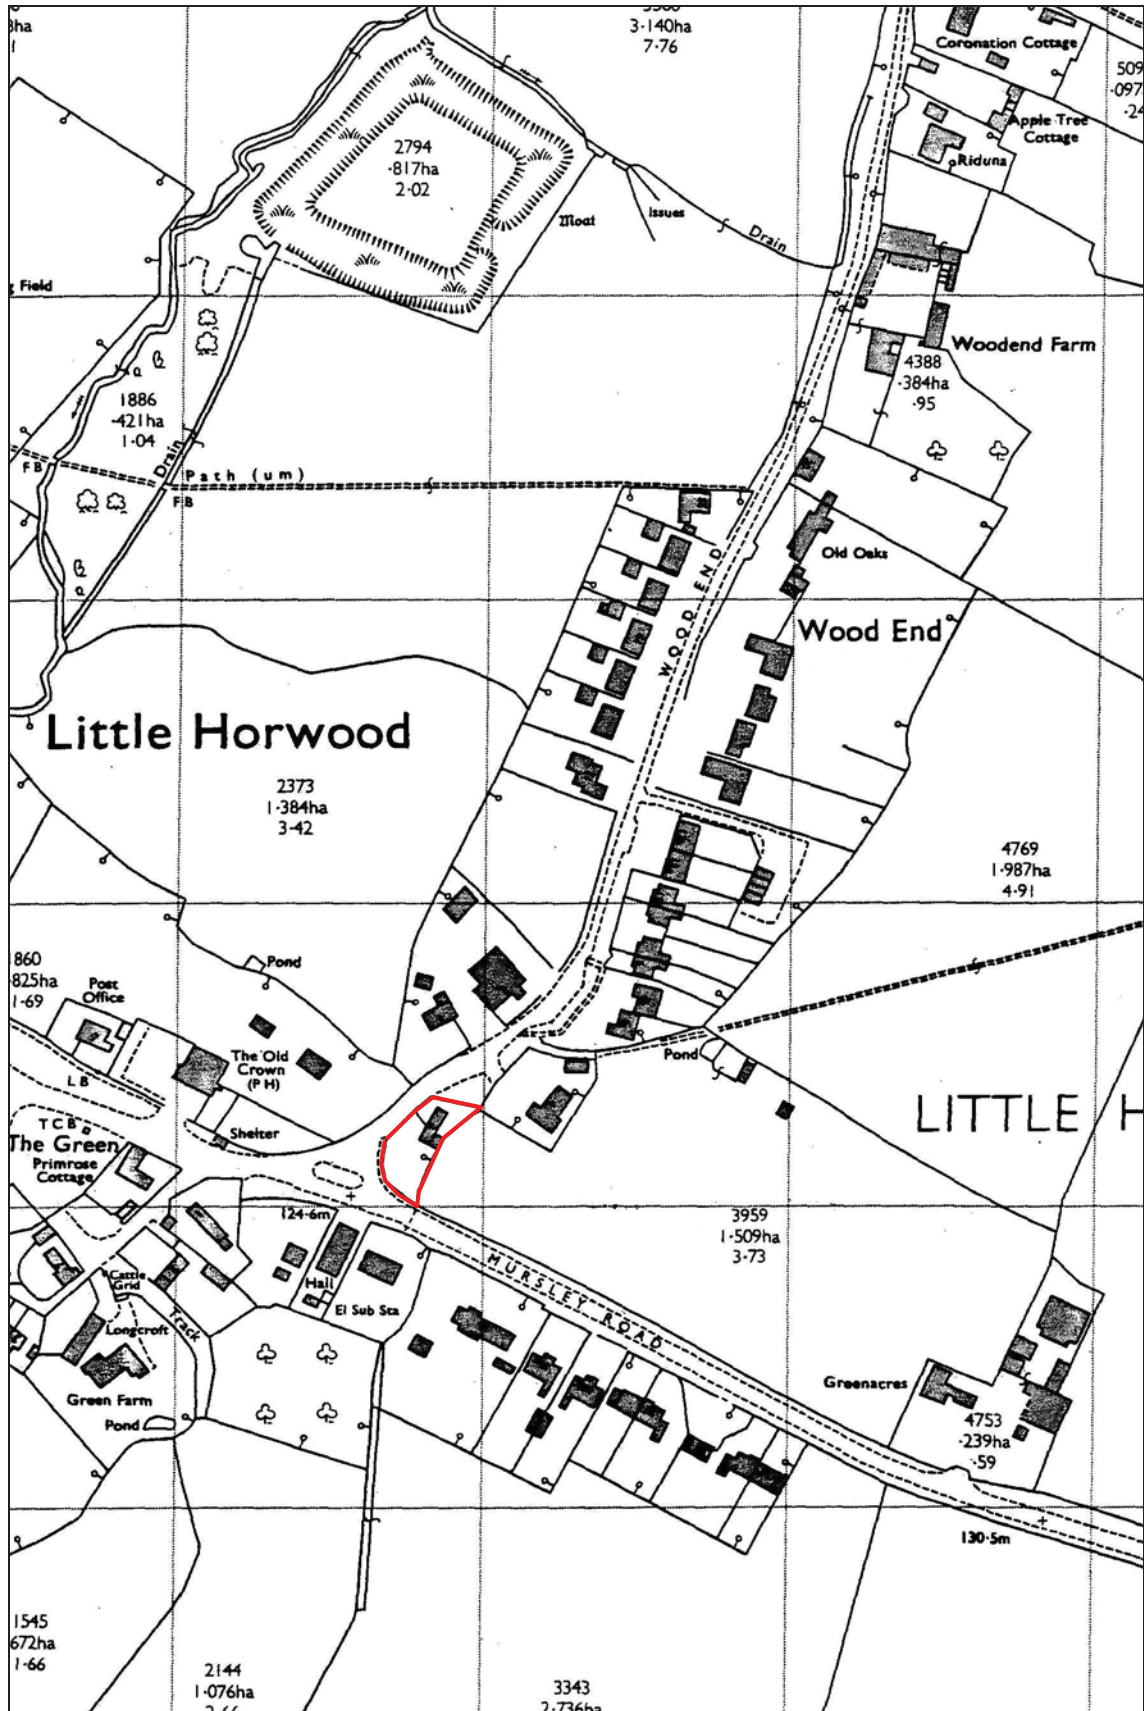 3·140ha
7·76
Coronation Cottage
509
·097
·24
Apple Tree
Cottage
Riduna
2794
·817ha
2·02
Moat
Issues
Drain
g Field
Woodend Farm
4388
·384ha
·95
1886
·421ha
1·04
Drain
FB
Path (um)
FB
Old Oaks
WOOD END
Wood End
Little Horwood
2373
1·384ha
3·42
4769
1·987ha
4·91
860
825ha
1·69
Post
Office
Pond
The Old
Crown
(PH)
LB
Pond
LITTLE H
TCB
The Green
Shelter
Primrose
Cottage
124·6m
3959
1·509ha
3·73
MURSLEY ROAD
Hall
El Sub Sta
Cattle
Grid
Track
Longcroft
Green Farm
Pond
Greenacres
4753
·239ha
·59
130·5m
1545
672ha
1·66
2144
1·076ha
3343
2·736ha